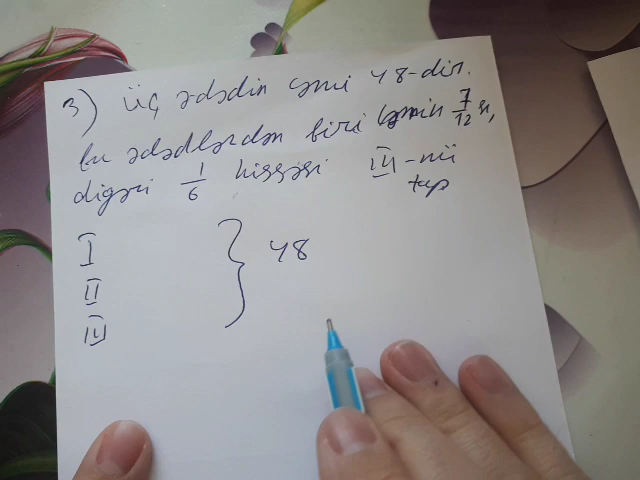 3) üç ədədin cəmi 48-dir.
bu ədədlərdən biri cəmin 7/12 si,
digəri 1/6 hissəsi III-nü
tap
I
II } 48
III